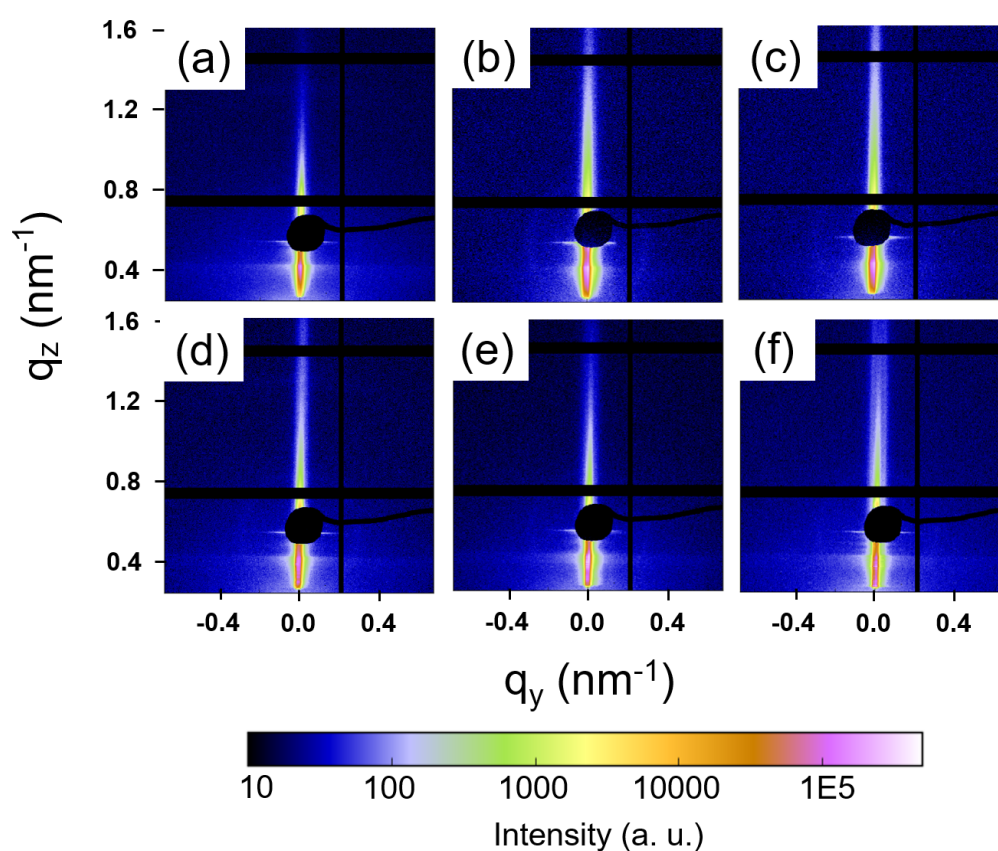 1.6
(a)
(b)
(c)
1.2
0.8
0.4
qz (nm-1)
1.6
(d)
(e)
(f)
1.2
0.8
0.4
-0.4 0.0 0.4 -0.4 0.0 0.4 -0.4 0.0 0.4
qy (nm-1)
10 100 1000 10000 1E5
Intensity (a. u.)